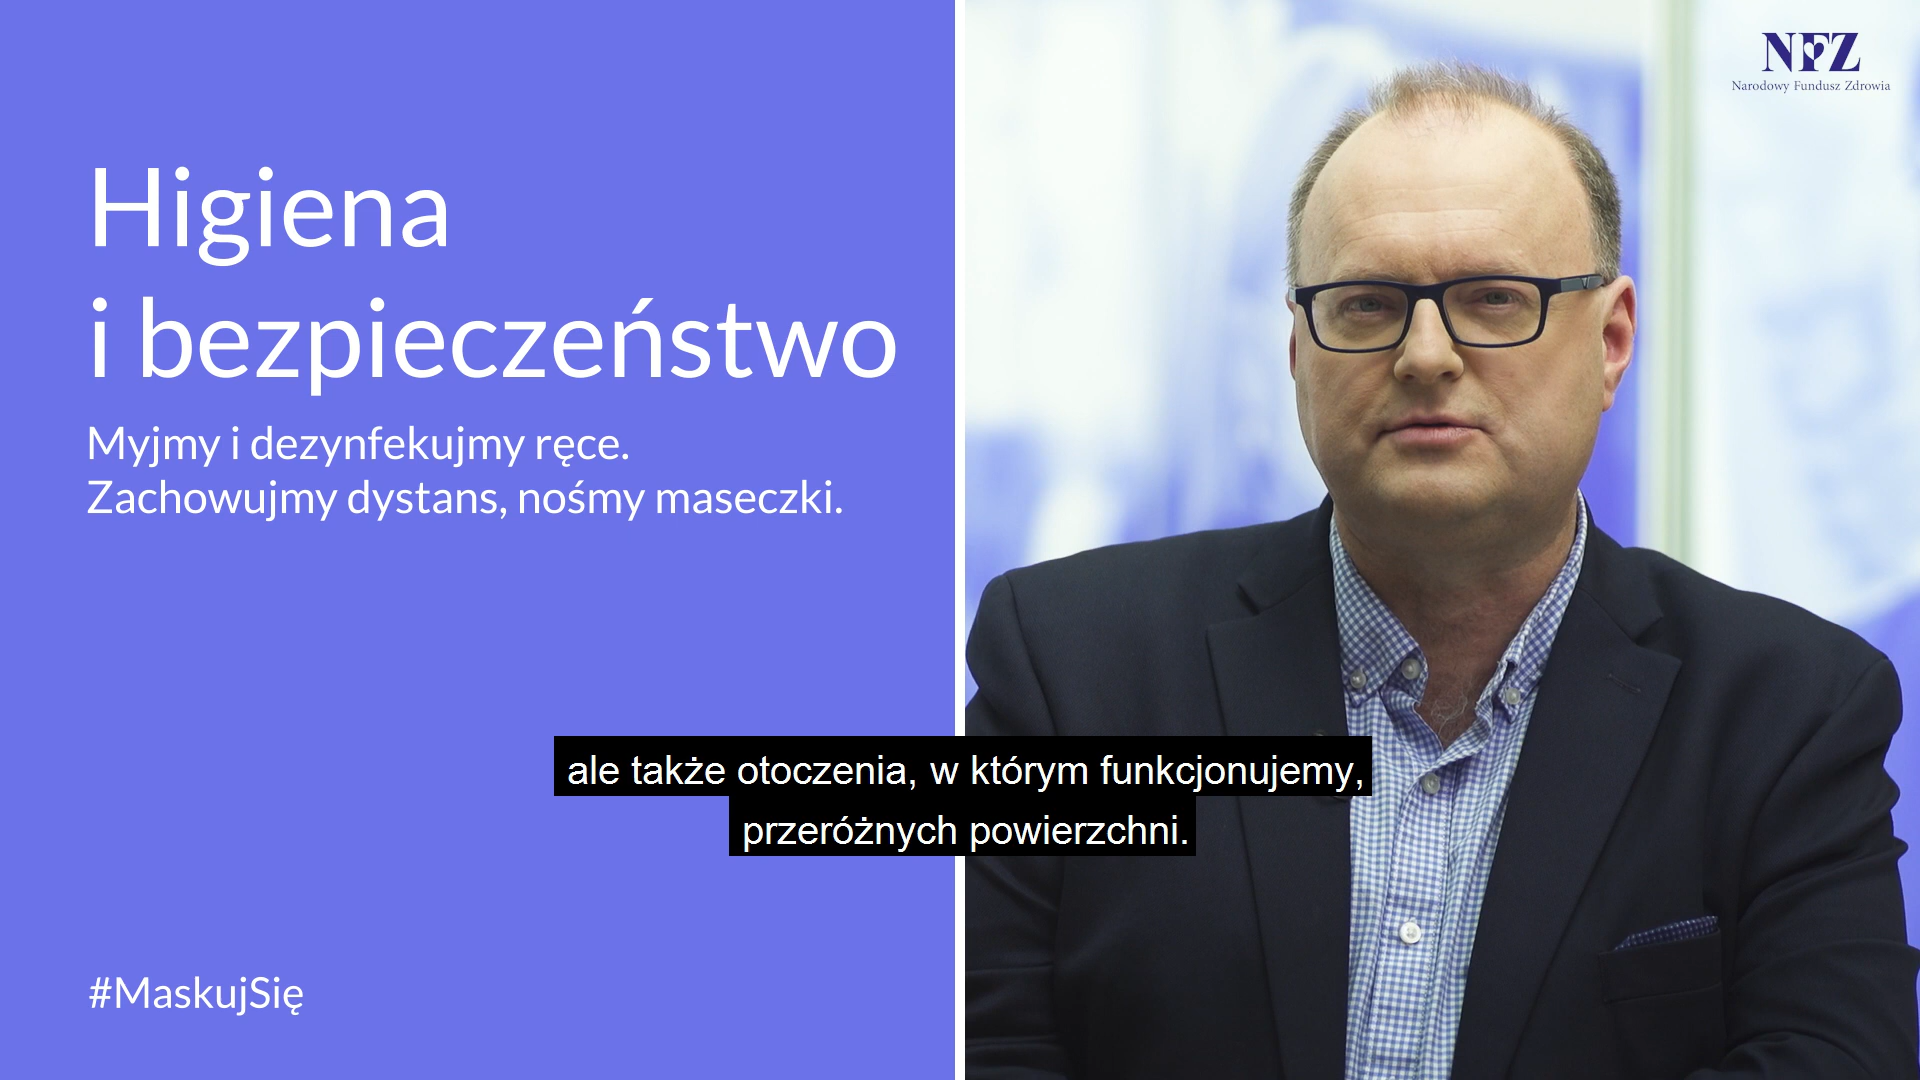 NFZ
Narodowy Fundusz Zdrowia
Higiena
i bezpieczeństwo
Myjmy i dezynfekujmy ręce.
Zachowujmy dystans, nośmy maseczki.
ale także otoczenia, w którym funkcjonujemy,
przeróżnych powierzchni.
#MaskujSię